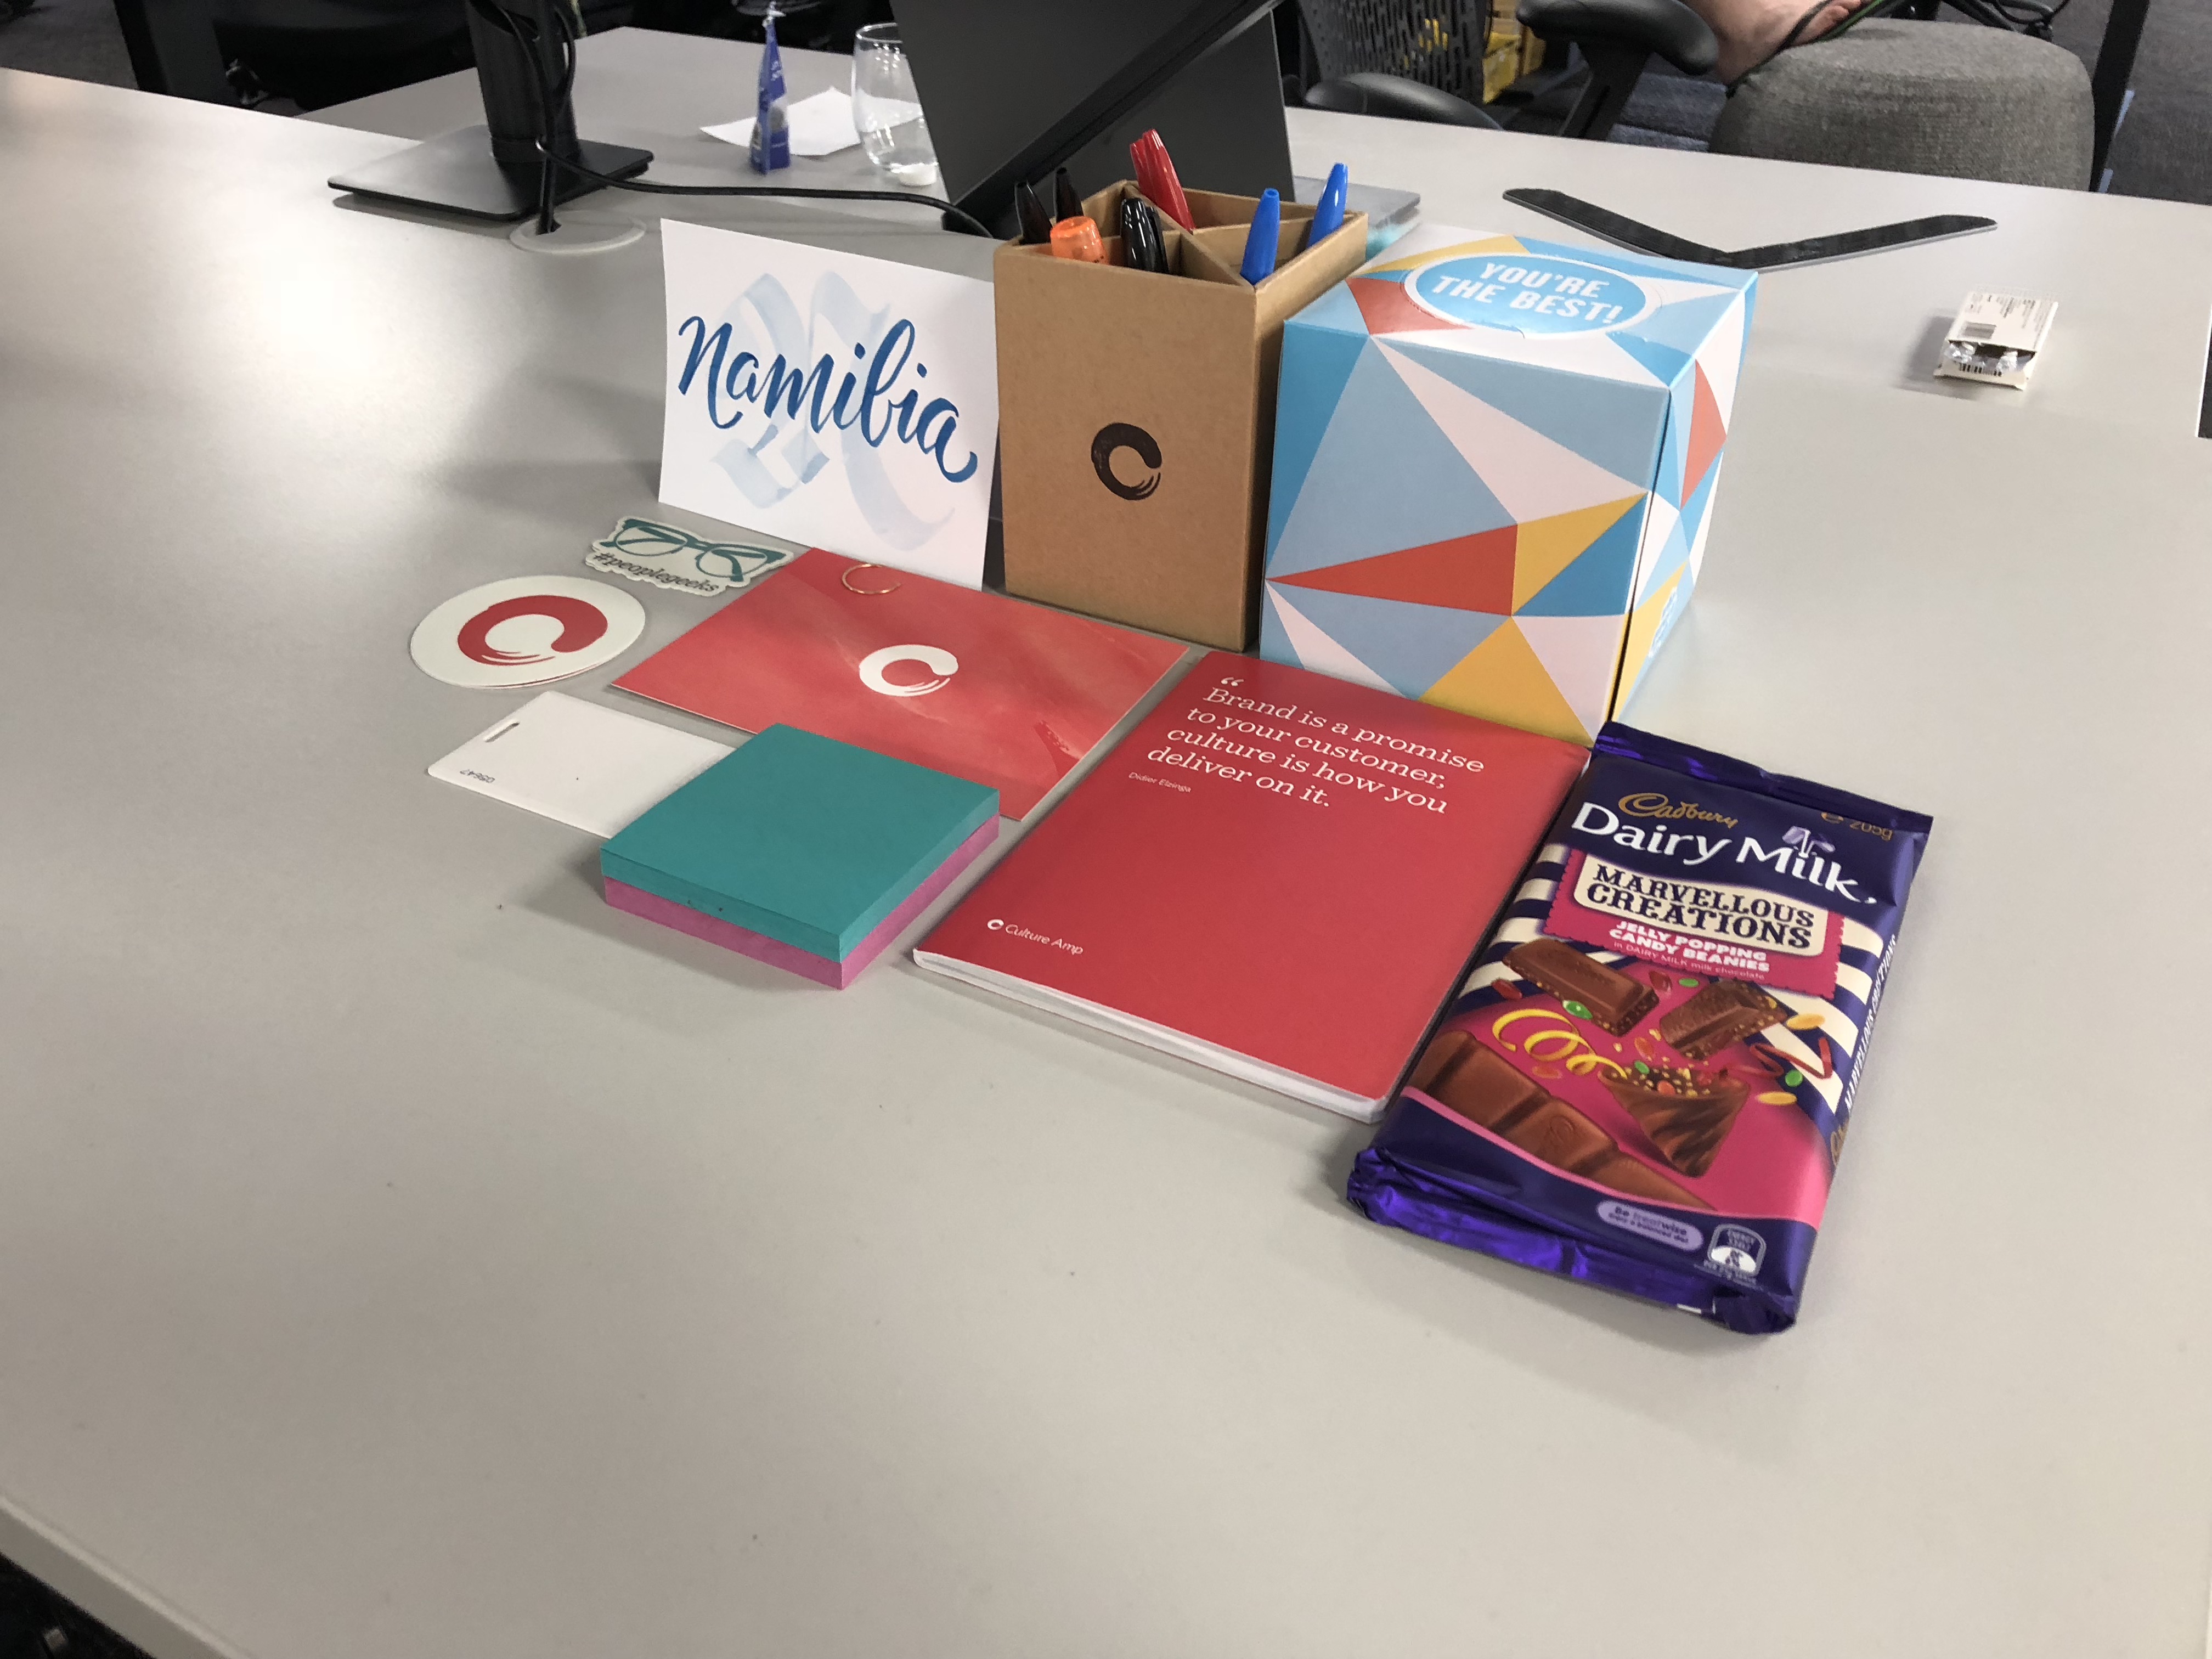 YOU'RE
THE BEST!
Namibia
#peoplegeeks
“
Brand is a promise
to your customer,
culture is how you
deliver on it.
Didier Elzinga
Culture Amp
Cadbury
e 205g
Dairy Milk
MARVELLOUS
CREATIONS
JELLY POPPING
CANDY BEANIES
in DAIRY MILK milk chocolate
MARVELLOUS CREATIONS
Be treatwise